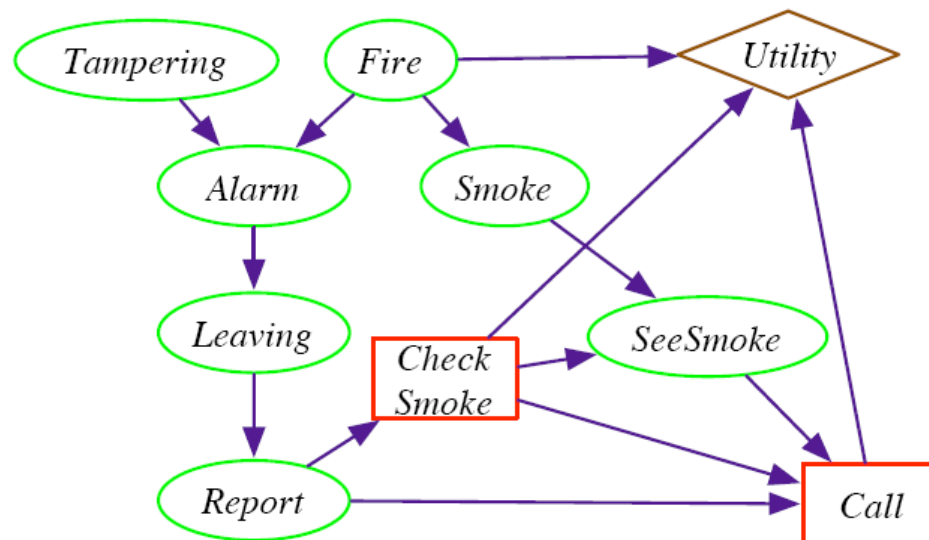 Tampering
Fire
Utility
Alarm
Smoke
Leaving
SeeSmoke
Check
Smoke
Report
Call